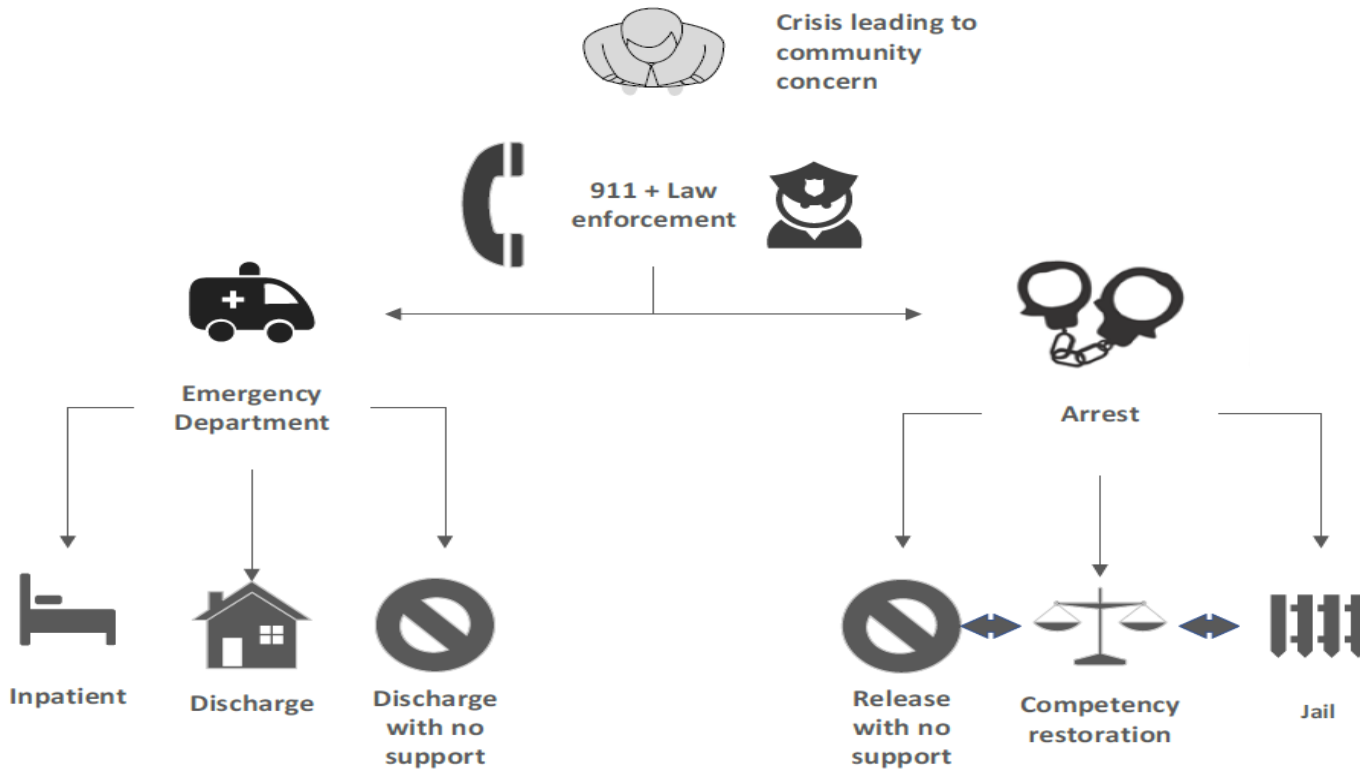 Crisis leading to
community
concern
911 + Law
enforcement
Emergency
Department
Arrest
Inpatient
Discharge
Discharge
with no
support
Release
with no
support
Competency
restoration
Jail